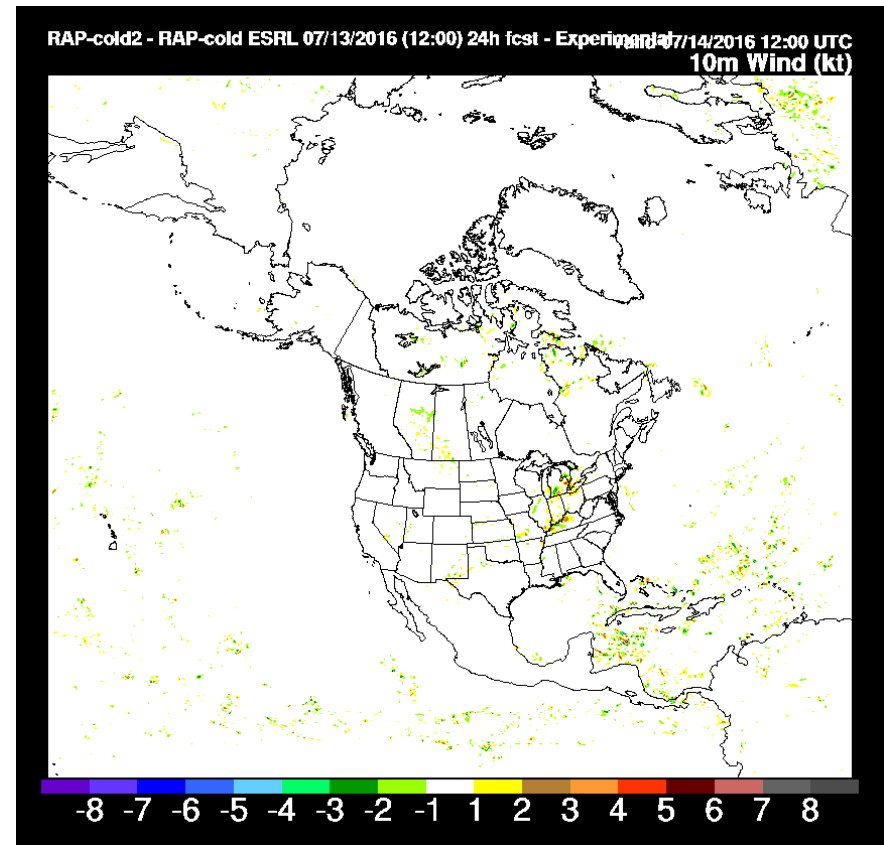 RAP-cold2 - RAP-cold ESRL 07/13/2016 (12:00) 24h fcst - Experimental
Valid 07/14/2016 12:00 UTC
10m Wind (kt)
-8 -7 -6 -5 -4 -3 -2 -1 1 2 3 4 5 6 7 8